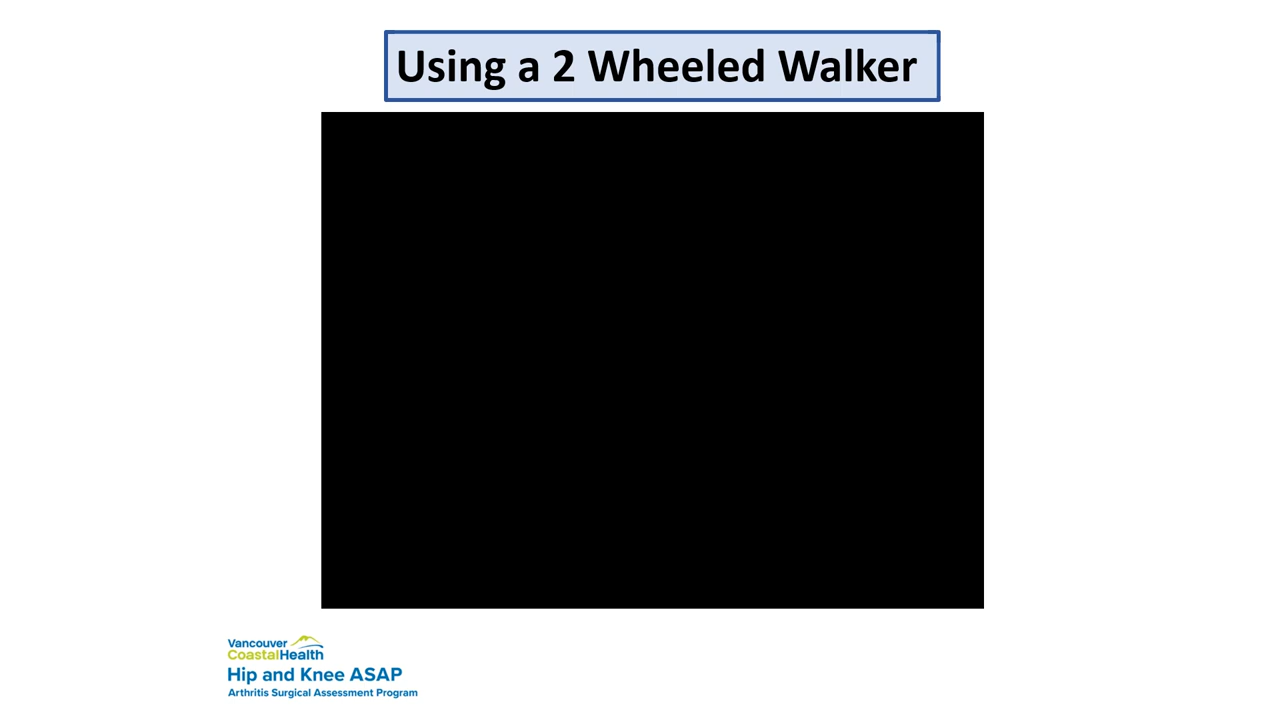 Using a 2 Wheeled Walker
Vancouver
CoastalHealth
Hip and Knee ASAP
Arthritis Surgical Assessment Program